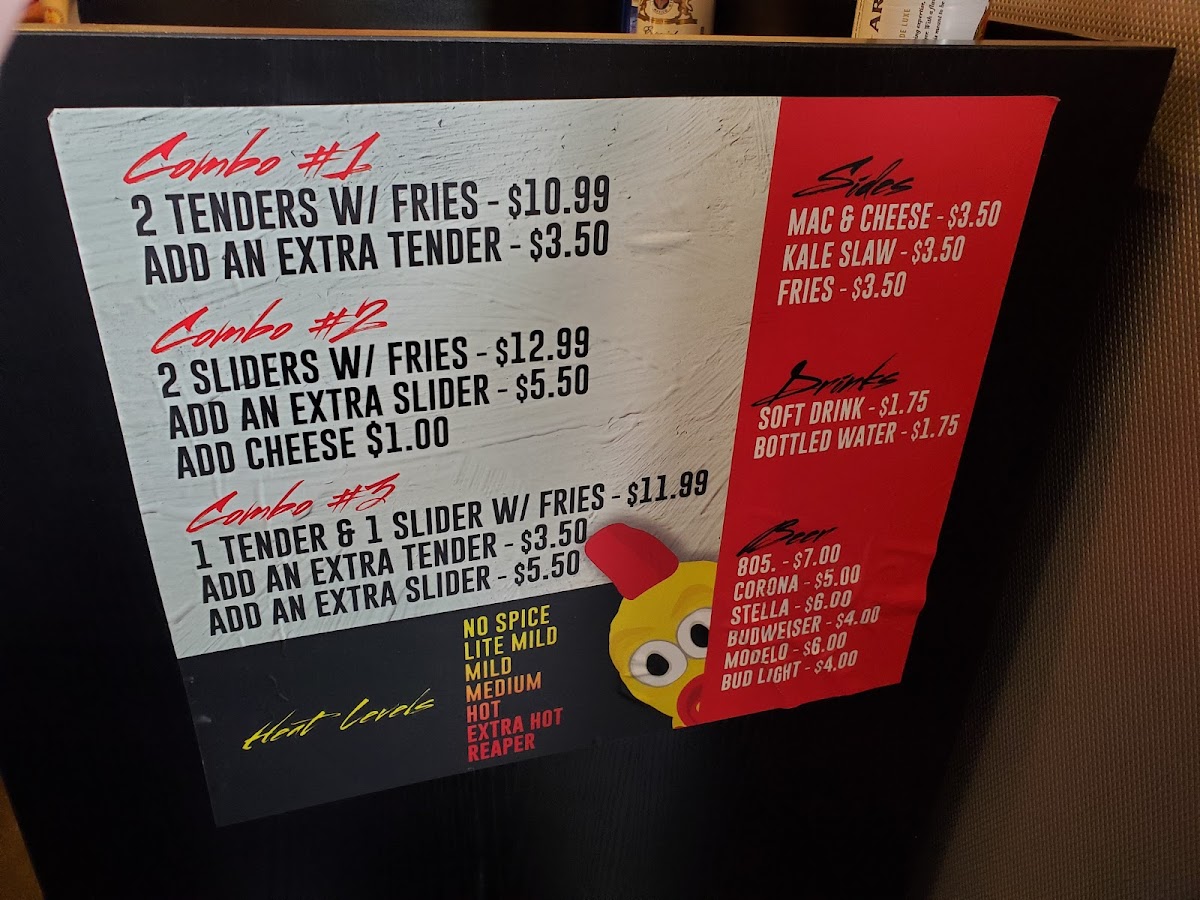 Combo #1
2 TENDERS W/ FRIES - $10.99
ADD AN EXTRA TENDER - $3.50
Combo #2
2 SLIDERS W/ FRIES - $12.99
ADD AN EXTRA SLIDER - $5.50
ADD CHEESE $1.00
Combo #3
1 TENDER & 1 SLIDER W/ FRIES - $11.99
ADD AN EXTRA TENDER - $3.50
ADD AN EXTRA SLIDER - $5.50
Heat Levels
NO SPICE
LITE MILD
MILD
MEDIUM
HOT
EXTRA HOT
REAPER
Sides
MAC & CHEESE - $3.50
KALE SLAW - $3.50
FRIES - $3.50
Drinks
SOFT DRINK - $1.75
BOTTLED WATER - $1.75
Beer
805. - $7.00
CORONA - $5.00
STELLA - $6.00
BUDWEISER - $4.00
MODELO - $6.00
BUD LIGHT - $4.00
AR
DE LUXE